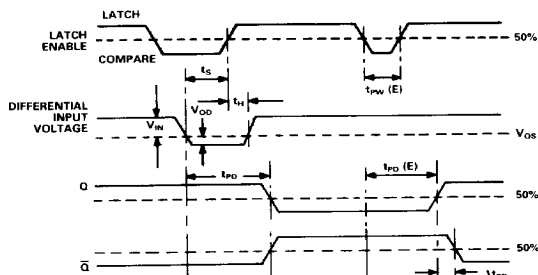 LATCH
LATCH
ENABLE
50%
COMPARE
tS
tPW (E)
tH
DIFFERENTIAL
INPUT
VOLTAGE
VIN
VOD
VOS
tPD
tPD (E)
Q
50%
50%
Q̅